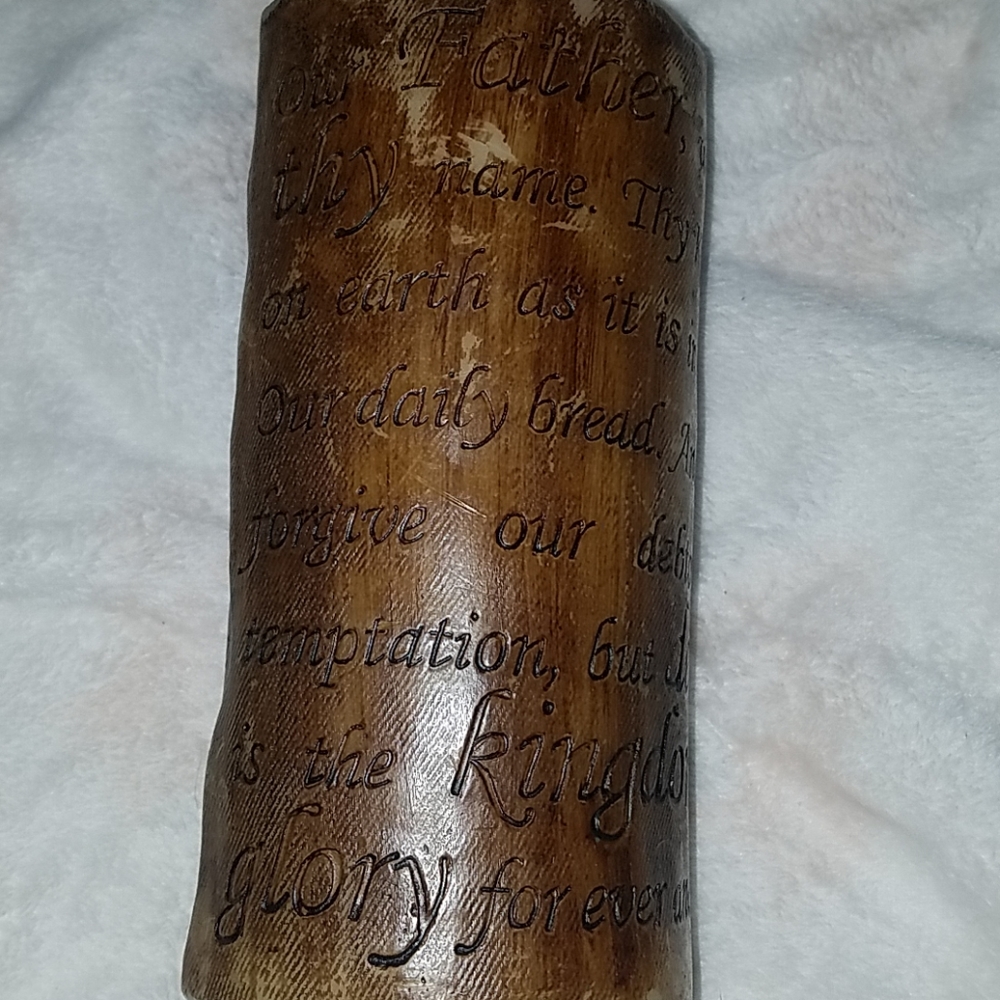 Our Father,
thy name. Thy
on earth as it is
Our daily bread.
forgive our
temptation, but
is the
glory for ever